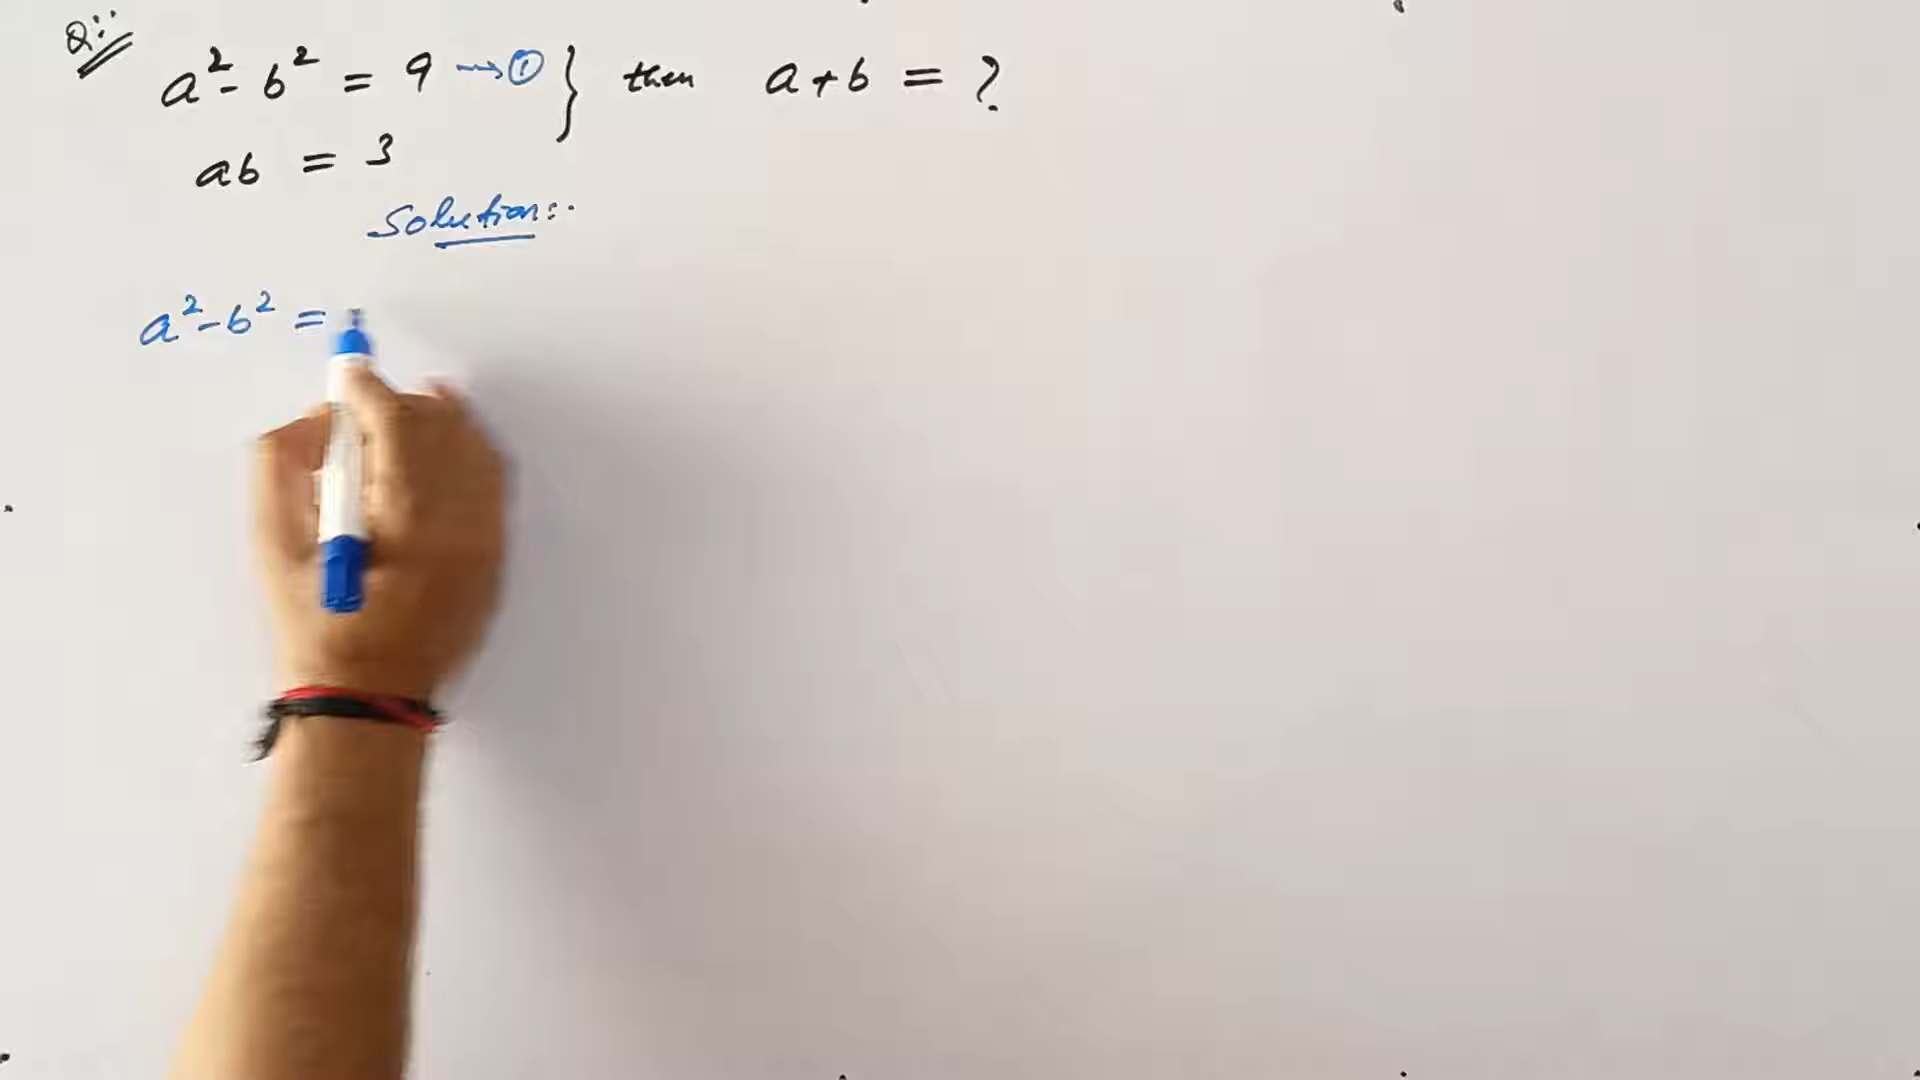 Q:
a² - b² = 9 ⟶ ① } then a + b = ?
ab = 3
Solution:
a² - b² =